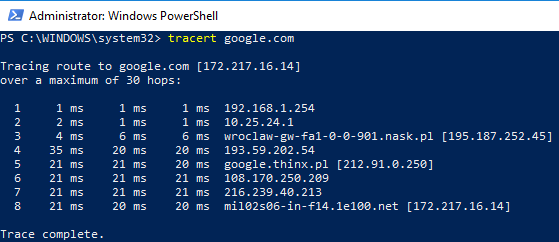 Administrator: Windows PowerShell
PS C:\WINDOWS\system32> tracert google.com
Tracing route to google.com [172.217.16.14]
over a maximum of 30 hops:
1 1 ms 1 ms 1 ms 192.168.1.254
2 2 ms 1 ms 1 ms 10.25.24.1
3 4 ms 6 ms 6 ms wroclaw-gw-fa1-0-0-901.nask.pl [195.187.252.45]
4 35 ms 20 ms 20 ms 193.59.202.54
5 21 ms 21 ms 20 ms google.thinx.pl [212.91.0.250]
6 21 ms 21 ms 21 ms 108.170.250.209
7 21 ms 21 ms 21 ms 216.239.40.213
8 21 ms 20 ms 20 ms mil02s06-in-f14.1e100.net [172.217.16.14]
Trace complete.